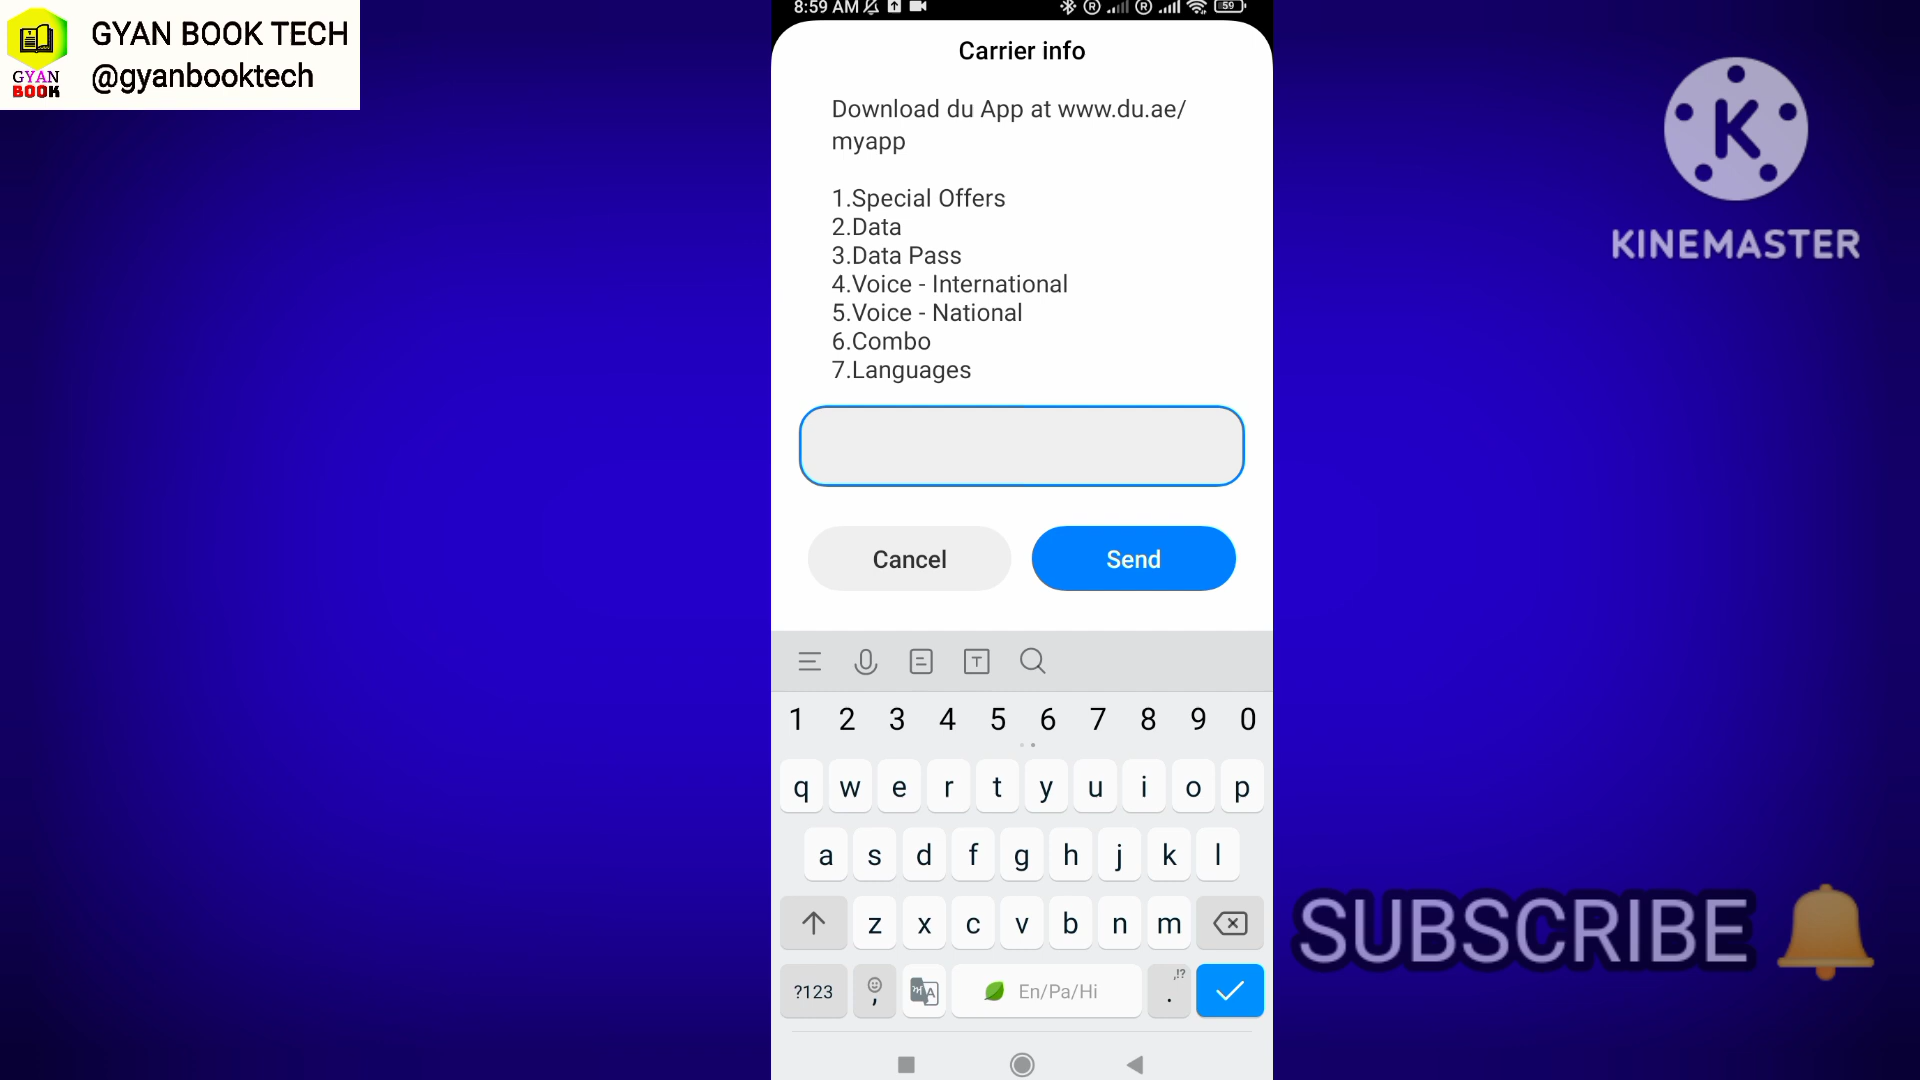 GYAN BOOK TECH
@gyanbooktech
GYAN
BOOK
8:59 AM
59
Carrier info
Download du App at www.du.ae/
myapp
1.Special Offers
2.Data
3.Data Pass
4.Voice - International
5.Voice - National
6.Combo
7.Languages
Cancel
Send
1 2 3 4 5 6 7 8 9 0
q w e r t y u i o p
a s d f g h j k l
z x c v b n m
?123 , En/Pa/Hi ,!? .
K
KINEMASTER
SUBSCRIBE